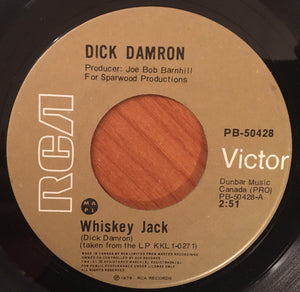 DICK DAMRON
Producer: Joe Bob Barnhill
For Sparwood Productions
RCA
PB-50428
Victor
Dunbar Music
Canada (PRO)
PB-50428-A
2:51
MAPL
Whiskey Jack
(Dick Damron)
(taken from the LP KKL1-0271)